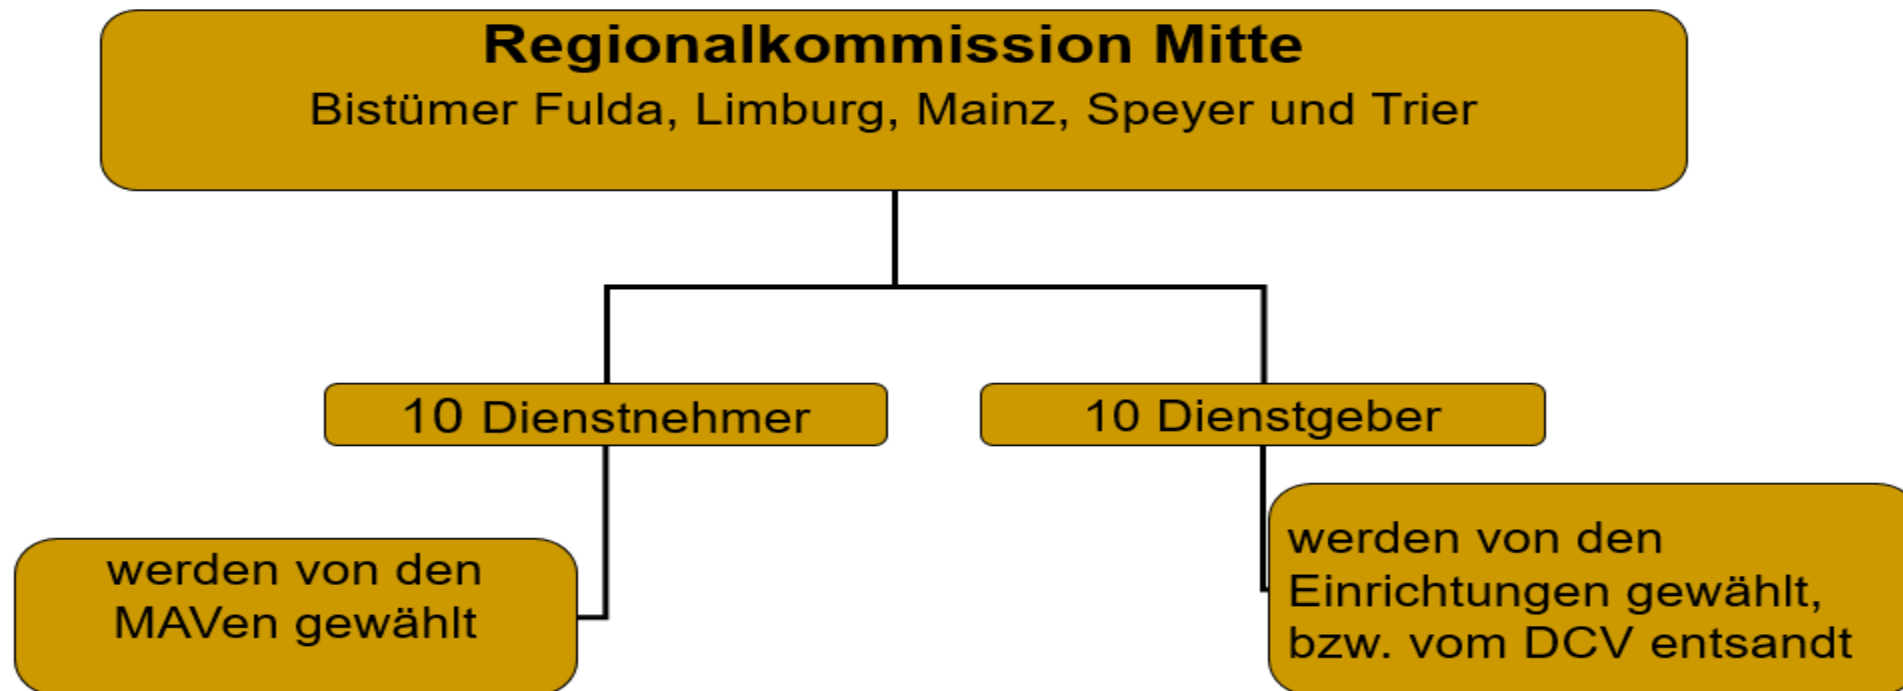 Regionalkommission Mitte
Bistümer Fulda, Limburg, Mainz, Speyer und Trier
10 Dienstnehmer
10 Dienstgeber
werden von den
MAVen gewählt
werden von den
Einrichtungen gewählt,
bzw. vom DCV entsandt